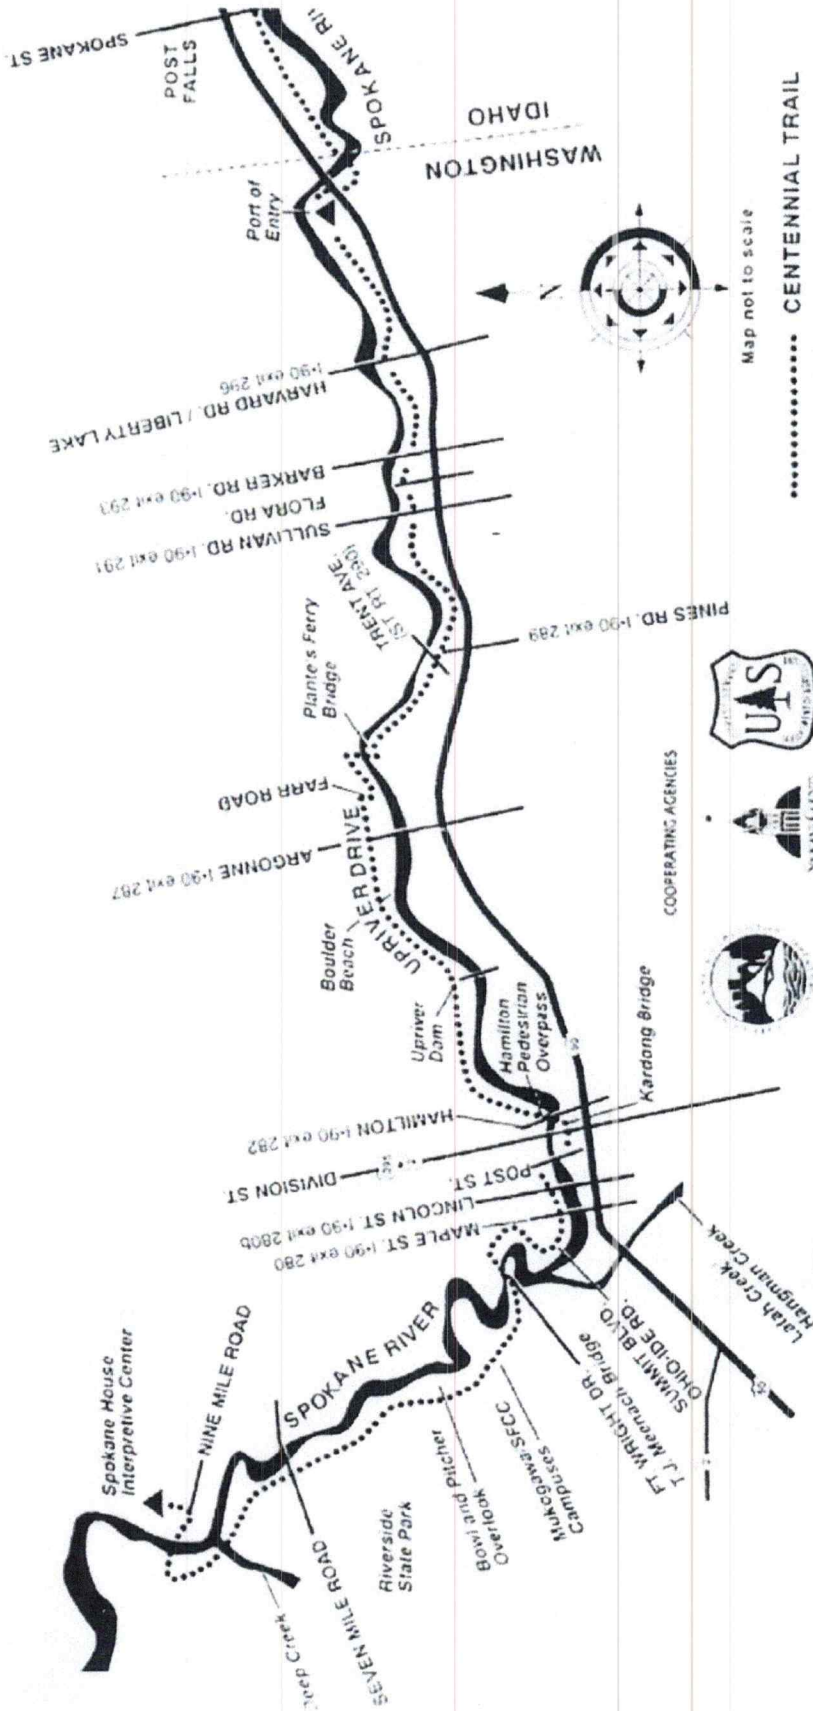 SPOKANE ST.
POST
FALLS
SPOKANE
IDAHO
WASHINGTON
Port of
Entry
HARVARD RD. / LIBERTY LAKE
I-90 exit 296
BARKER RD. I-90 exit 293
FLORA RD.
SULLIVAN RD. I-90 exit 291
TRENT AVE.
(ST RT 290)
PINES RD. I-90 exit 289
Plante's Ferry
Bridge
FARR ROAD
ARGONNE I-90 exit 287
UPRIVER DRIVE
Boulder
Beach
Upriver
Dam
Hamilton
Pedestrian
Overpass
HAMILTON I-90 exit 282
Kardong Bridge
DIVISION ST.
POST ST.
LINCOLN ST. I-90 exit 280b
MAPLE ST. I-90 exit 280
SUMMIT BLVD.
OHIO-IDE RD.
FT WRIGHT DR.
T.J. Meenach Bridge
Latah Creek
Hangman Creek
Mukogawa-SFCC
Campuses
Bowl and Pitcher
Overlook
Riverside
State Park
SPOKANE RIVER
SEVEN MILE ROAD
Deep Creek
NINE MILE ROAD
Spokane House
Interpretive Center
N
Map not to scale
CENTENNIAL TRAIL
COOPERATING AGENCIES
UAS
90